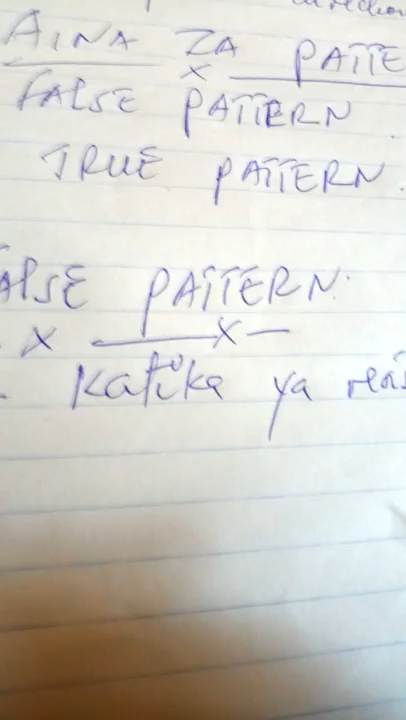 AINA ZA PATTE
FALSE PATTERN
TRUE PATTERN.
ALSE PATTERN.
Katika ya